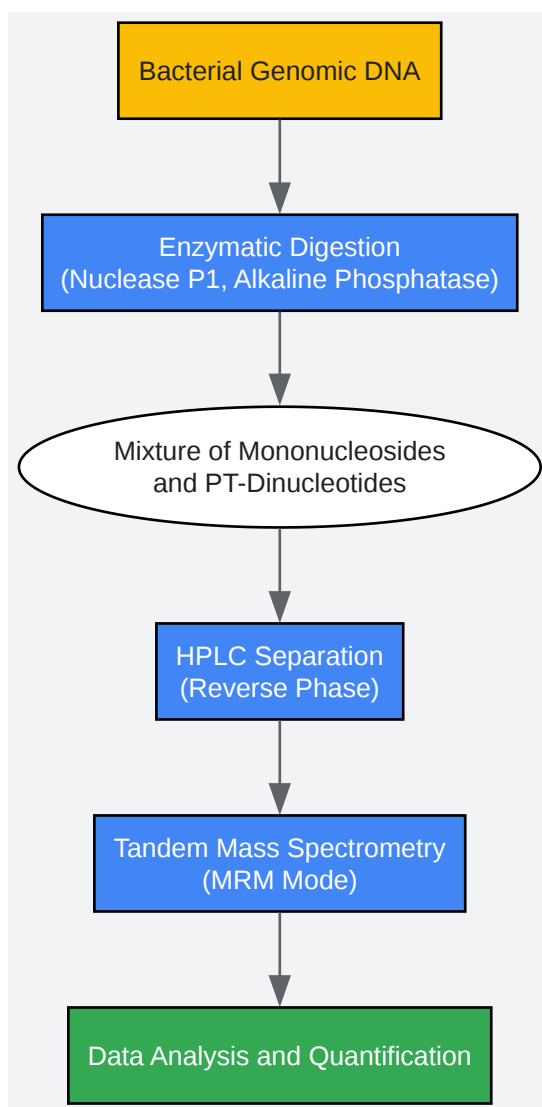 Bacterial Genomic DNA
Enzymatic Digestion
(Nuclease P1, Alkaline Phosphatase)
Mixture of Mononucleosides
and PT-Dinucleotides
HPLC Separation
(Reverse Phase)
Tandem Mass Spectrometry
(MRM Mode)
Data Analysis and Quantification